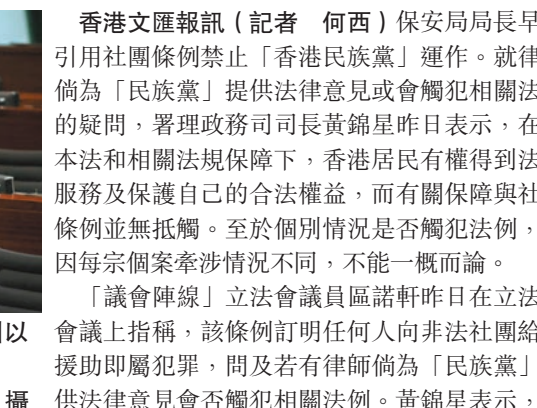 香港文匯報訊（記者　何西）保安局局長早
引用社團條例禁止「香港民族黨」運作。就律
倘為「民族黨」提供法律意見或會觸犯相關法
的疑問，署理政務司司長黃錦星昨日表示，在
本法和相關法規保障下，香港居民有權得到法
服務及保護自己的合法權益，而有關保障與社
條例並無抵觸。至於個別情況是否觸犯法例，
因每宗個案牽涉情況不同，不能一概而論。
「議會陣線」立法會議員區諾軒昨日在立法
會議上指稱，該條例訂明任何人向非法社團給
援助即屬犯罪，問及若有律師倘為「民族黨」
供法律意見會否觸犯相關法例。黃錦星表示，
以
攝